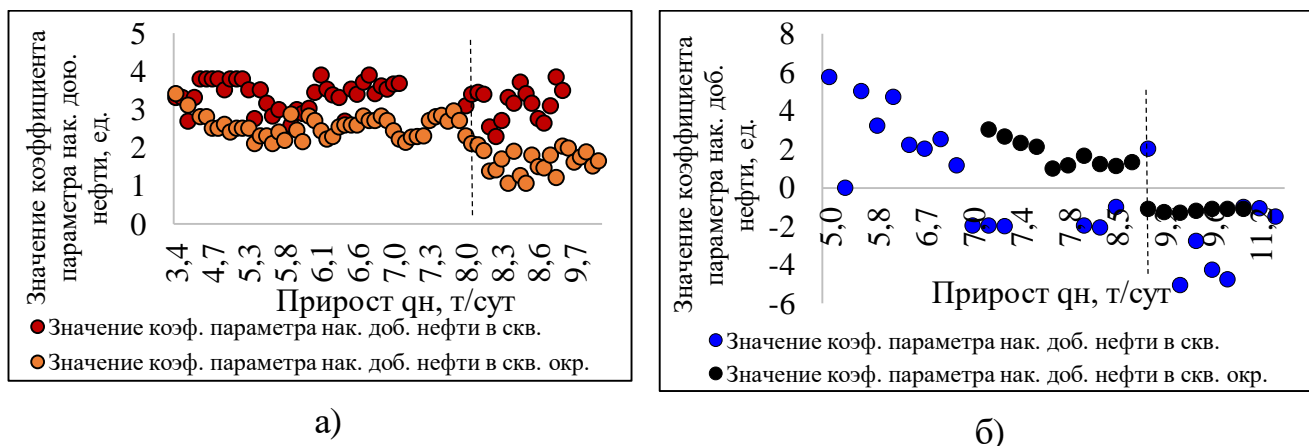 Значение коэффициента
параметра нак. дою.
нефти, ед.
5
4
3
2
1
0
3,4
4,7
5,3
5,8
6,1
6,6
7,0
7,3
8,0
8,3
8,6
9,7
Прирост qн, т/сут
Значение коэф. параметра нак. доб. нефти в скв.
Значение коэф. параметра нак. доб. нефти в скв. окр.
а)
Значение коэффициента
параметра нак. доб.
нефти, ед.
8
6
4
2
0
-2
-4
-6
5,0
5,8
6,7
7,0
7,4
7,8
8,5
Прирост qн, т/сут
Значение коэф. параметра нак. доб. нефти в скв.
Значение коэф. параметра нак. доб. нефти в скв. окр.
б)